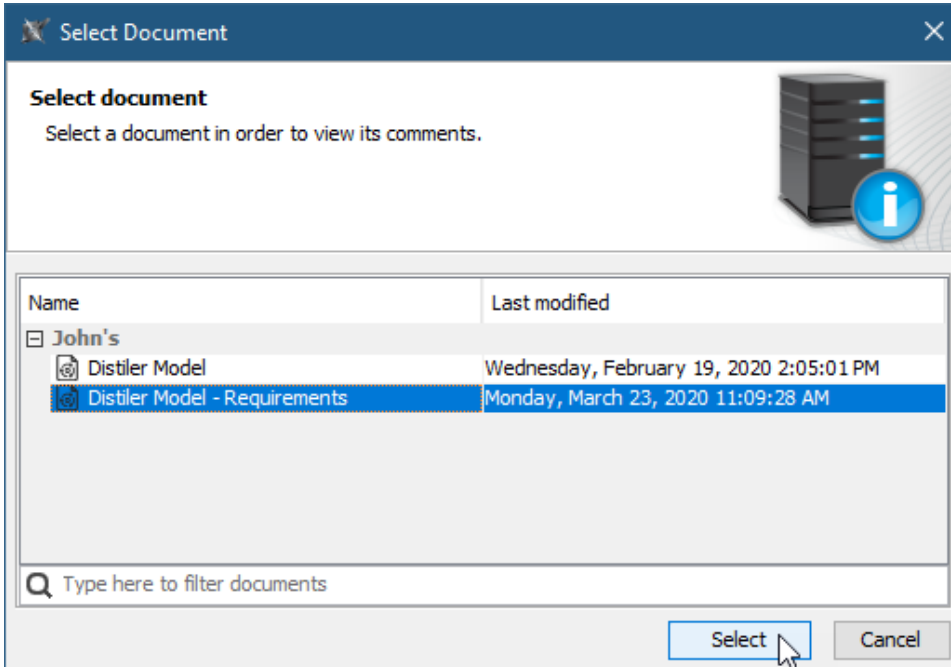 Select Document
Select document
Select a document in order to view its comments.
Name Last modified
John's
Distiler Model Wednesday, February 19, 2020 2:05:01 PM
Distiler Model - Requirements Monday, March 23, 2020 11:09:28 AM
Type here to filter documents
Select Cancel